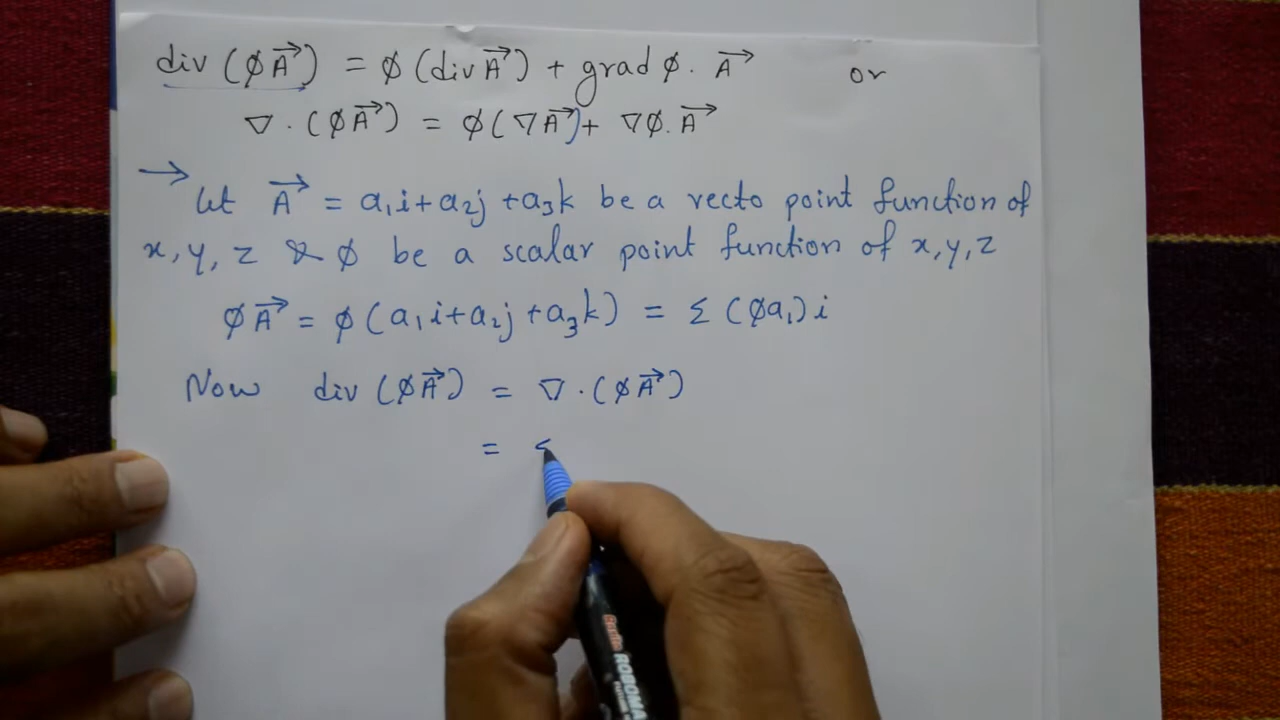 div (φA⃗) = φ (div A⃗) + grad φ . A⃗ or
∇ . (φA⃗) = φ(∇A⃗) + ∇φ. A⃗
→ Let A⃗ = a₁i + a₂j + a₃k be a recto point function of
x, y, z & φ be a scalar point function of x, y, z
φA⃗ = φ (a₁i + a₂j + a₃k) = Σ (φa₁) i
Now div (φA⃗) = ∇ . (φA⃗)
=